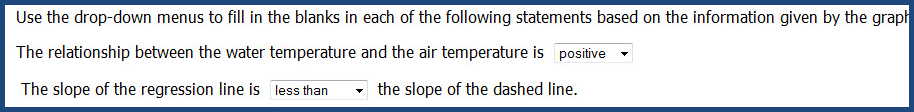 Use the drop-down menus to fill in the blanks in each of the following statements based on the information given by the grap
The relationship between the water temperature and the air temperature is positive
The slope of the regression line is less than the slope of the dashed line.